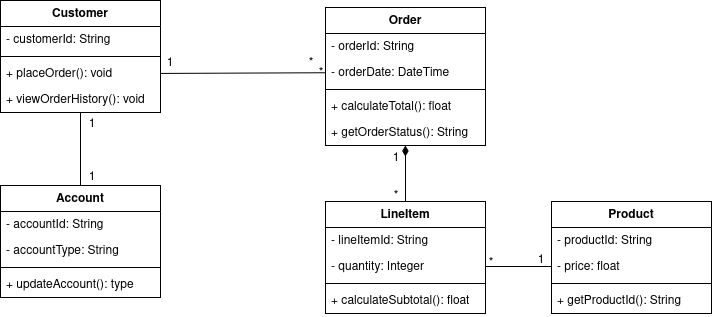 Customer
- customerId: String
+ placeOrder(): void
+ viewOrderHistory(): void
1
*
*
Order
- orderId: String
- orderDate: DateTime
+ calculateTotal(): float
+ getOrderStatus(): String
1
1
Account
- accountId: String
- accountType: String
+ updateAccount(): type
1
*
LineItem
- lineItemId: String
- quantity: Integer
+ calculateSubtotal(): float
*
1
Product
- productId: String
- price: float
+ getProductId(): String